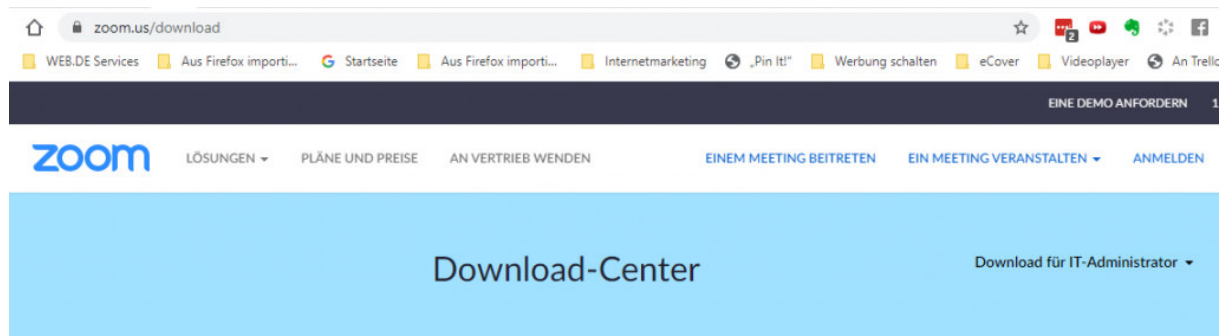 zoom.us/download
2
WEB.DE Services Aus Firefox importi... G Startseite Aus Firefox importi... Internetmarketing „Pin It!" Werbung schalten eCover Videoplayer An Trello
EINE DEMO ANFORDERN 1
zoom LÖSUNGEN PLÄNE UND PREISE AN VERTRIEB WENDEN EINEM MEETING BEITRETEN EIN MEETING VERANSTALTEN ANMELDEN
Download-Center Download für IT-Administrator